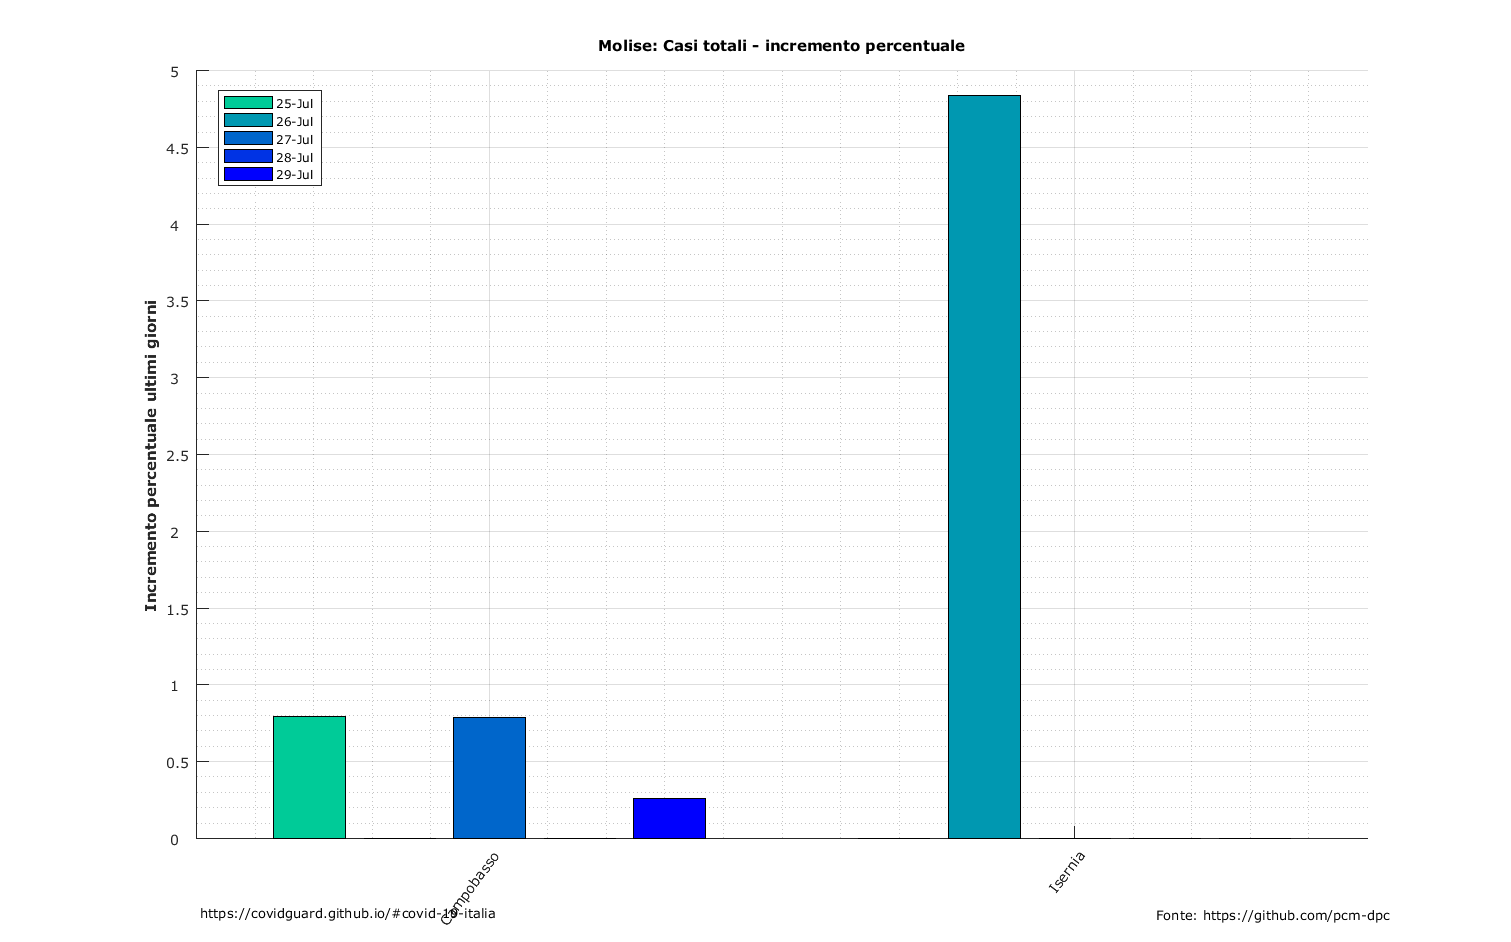 Molise: Casi totali - incremento percentuale
25-Jul
26-Jul
27-Jul
28-Jul
29-Jul
Incremento percentuale ultimi giorni
5
4.5
4
3.5
3
2.5
2
1.5
1
0.5
0
Campobasso
Isernia
https://covidguard.github.io/#covid-19-italia
Fonte: https://github.com/pcm-dpc